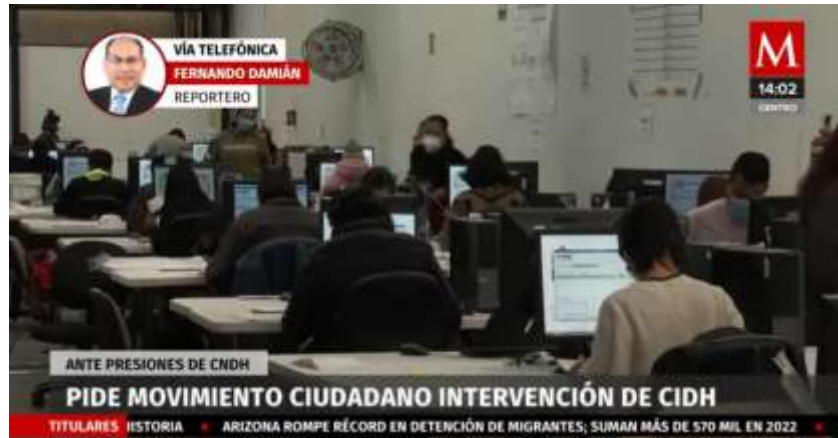 VÍA TELEFÓNICA
FERNANDO DAMIÁN
REPORTERO
M
14:02
CENTRO
ANTE PRESIONES DE CNDH
PIDE MOVIMIENTO CIUDADANO INTERVENCIÓN DE CIDH
TITULARES HISTORIA • ARIZONA ROMPE RÉCORD EN DETENCIÓN DE MIGRANTES; SUMAN MÁS DE 570 MIL EN 2022